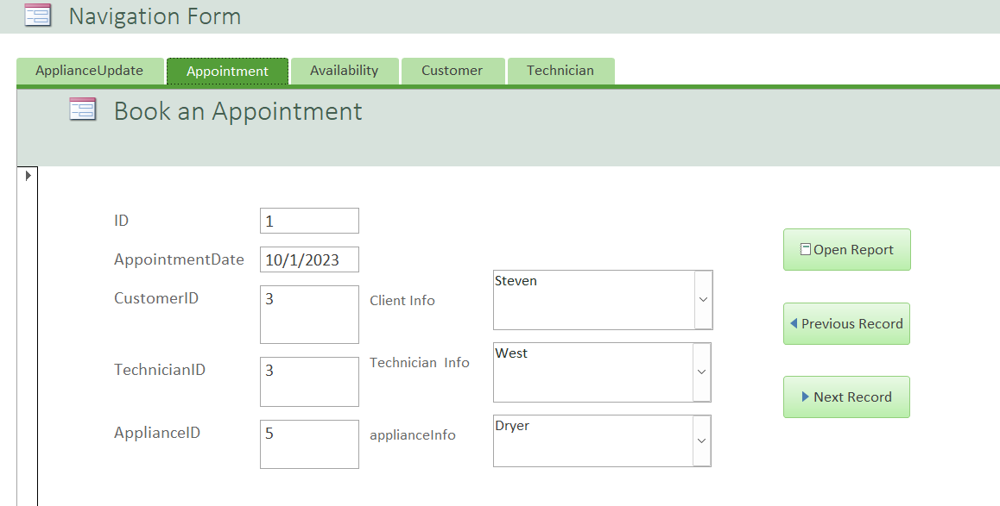 Navigation Form
ApplianceUpdate Appointment Availability Customer Technician
Book an Appointment
ID 1
AppointmentDate 10/1/2023
CustomerID 3 Client Info Steven
TechnicianID 3 Technician Info West
ApplianceID 5 applianceInfo Dryer
Open Report
Previous Record
Next Record